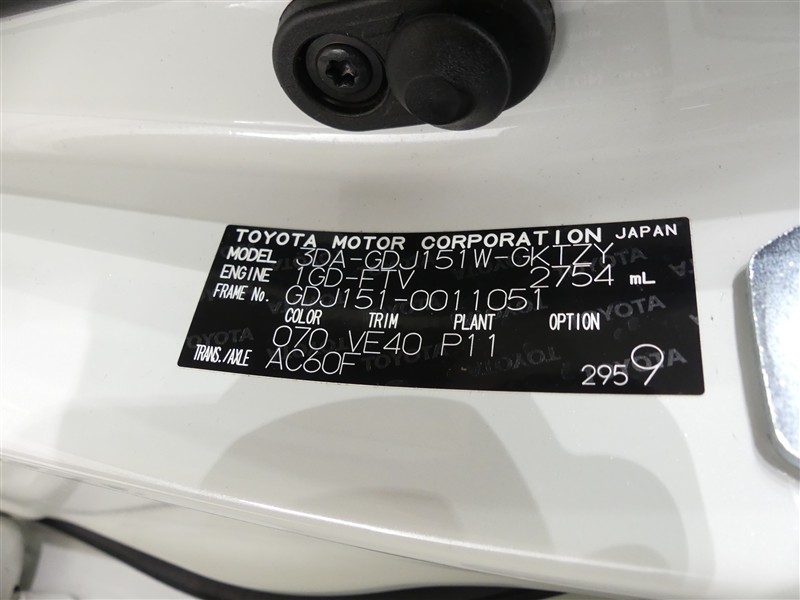 TOYOTA MOTOR CORPORATION JAPAN
MODEL 3DA-GDJ151W-GKTZY
ENGINE 1GD-FTV 2754 mL
FRAME No. GDJ151-0011051
COLOR TRIM PLANT OPTION
070 VE40 P11
TRANS./AXLE AC60F
295 9